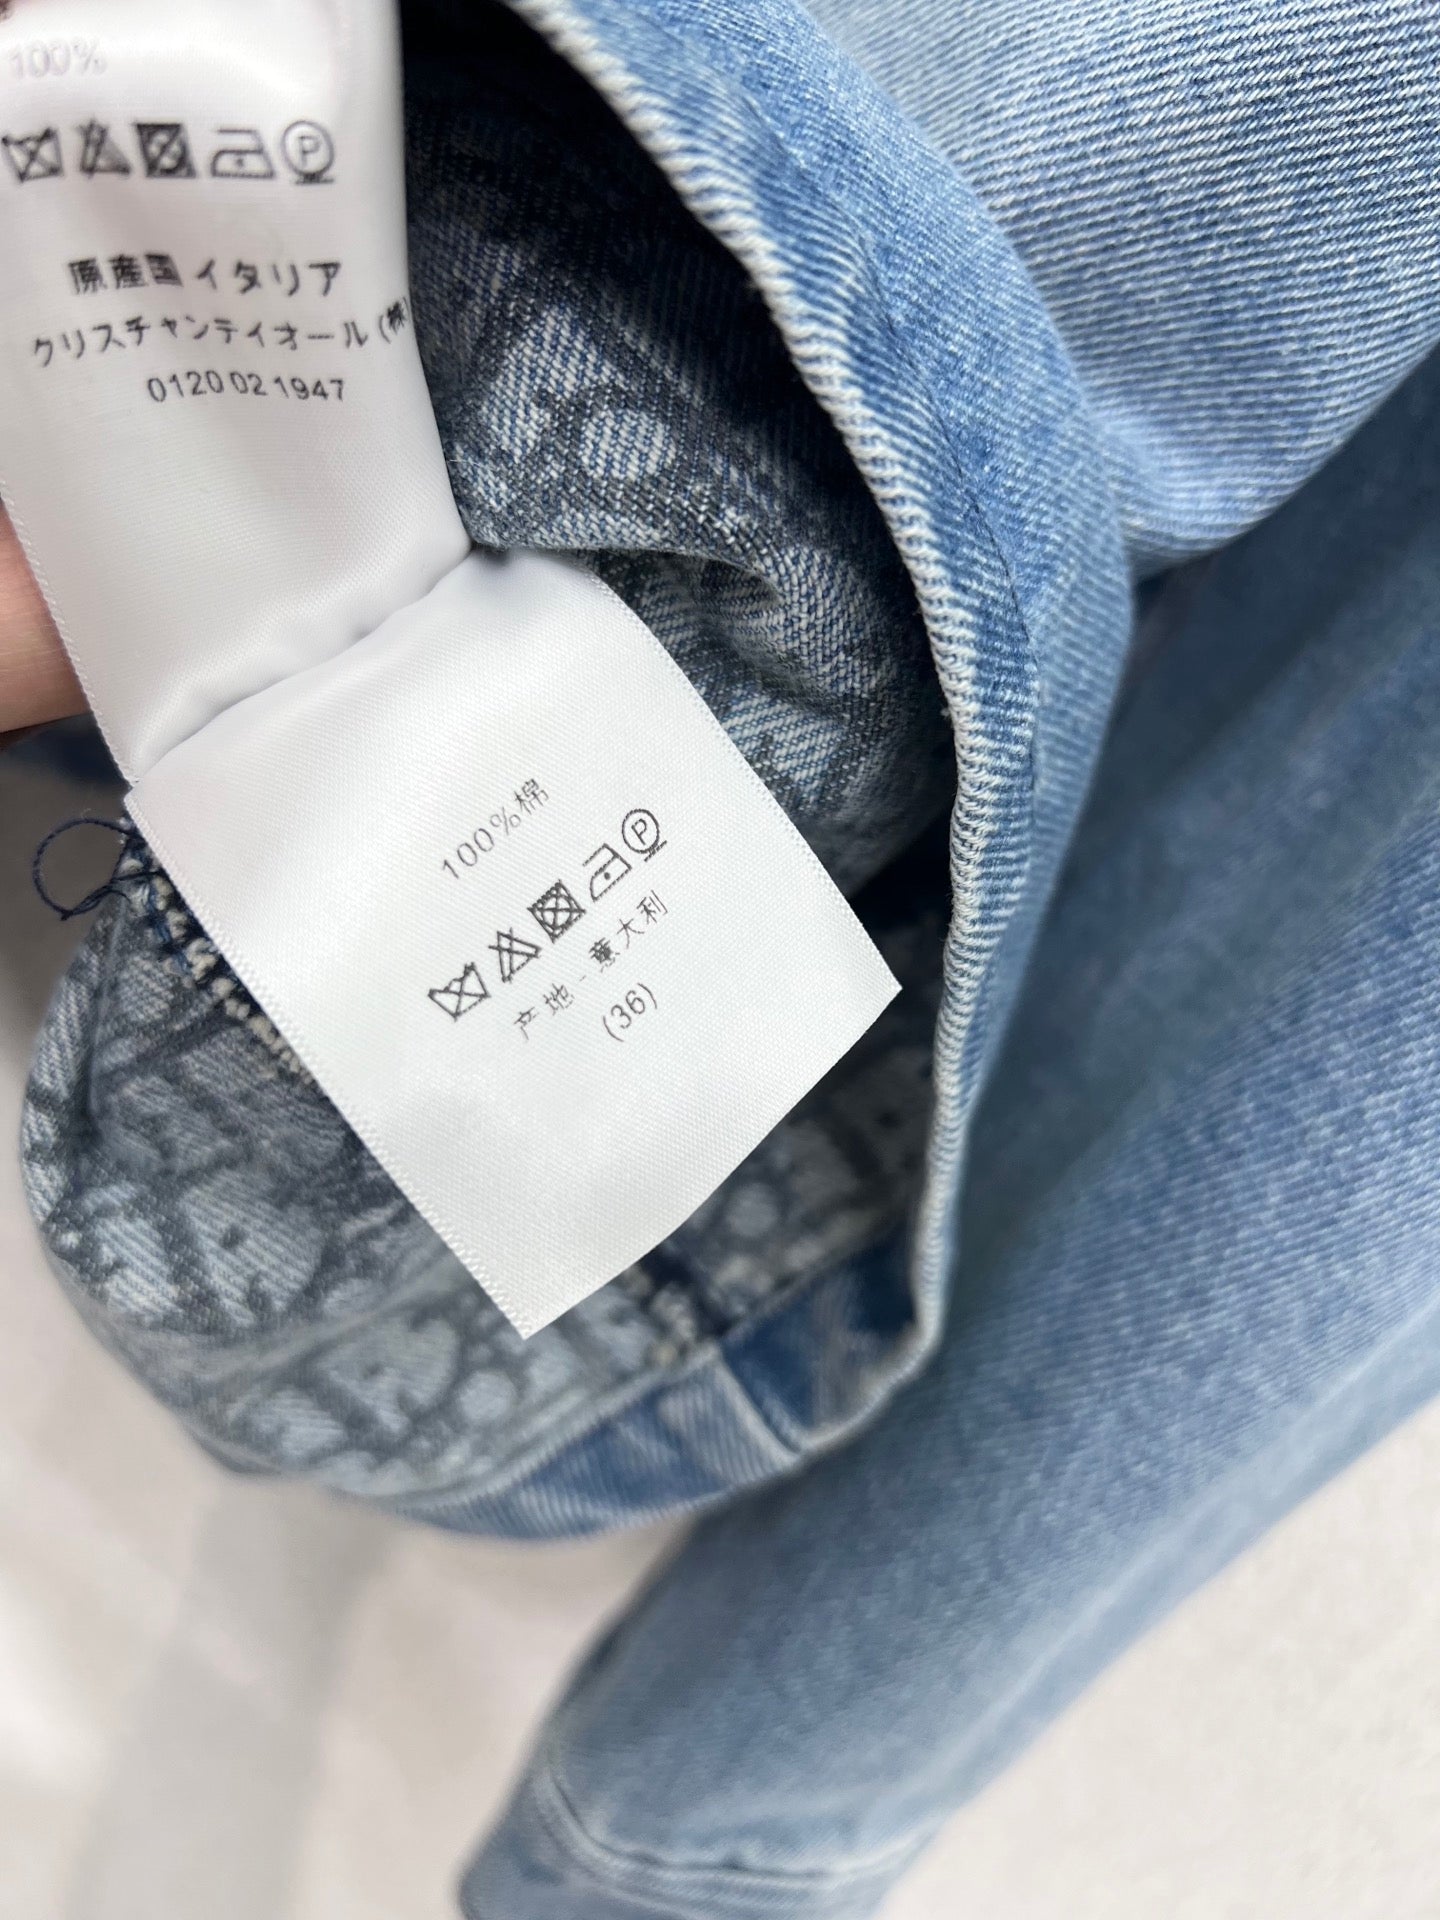 100%
原産国イタリア
クリスチャンディオール(株)
0120 02 1947
100%棉
P
产地-意大利
(36)